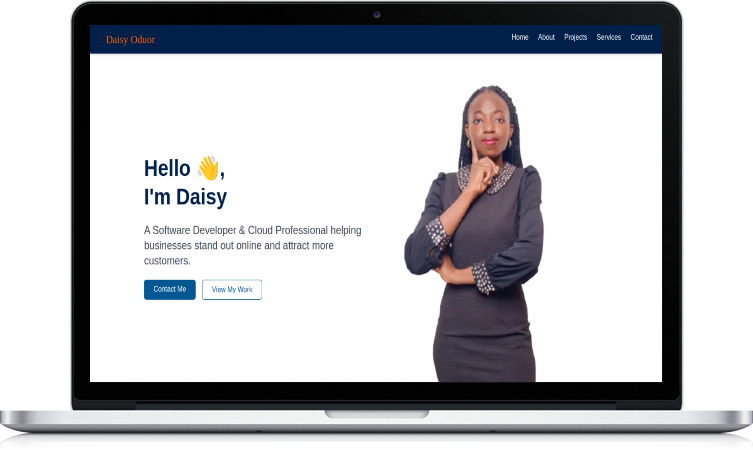 Daisy Oduor
Home About Projects Services Contact
Hello 👋,
I'm Daisy
A Software Developer & Cloud Professional helping
businesses stand out online and attract more
customers.
Contact Me View My Work